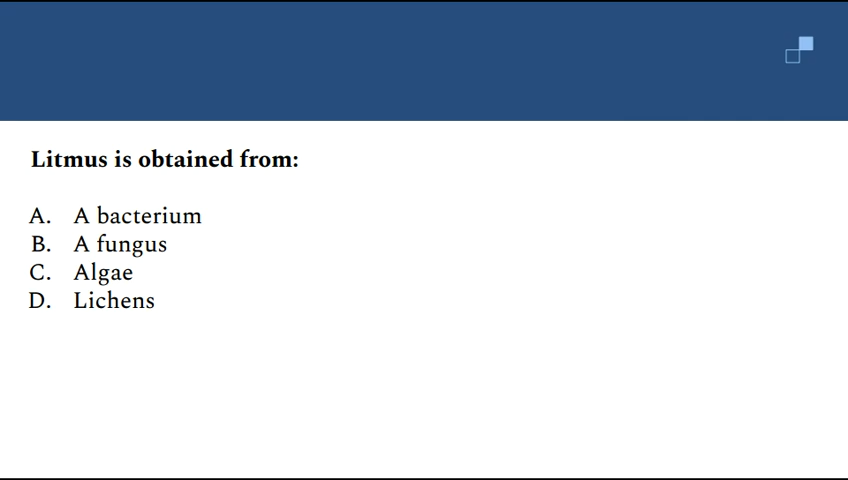 Litmus is obtained from:
A. A bacterium
B. A fungus
C. Algae
D. Lichens